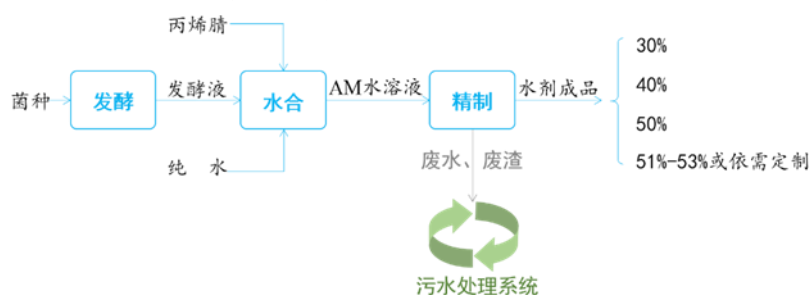 丙烯腈
30%
菌种
发酵
发酵液
水合
AM水溶液
精制
水剂成品
40%
50%
纯 水
废水、废渣
51%-53%或依需定制
污水处理系统